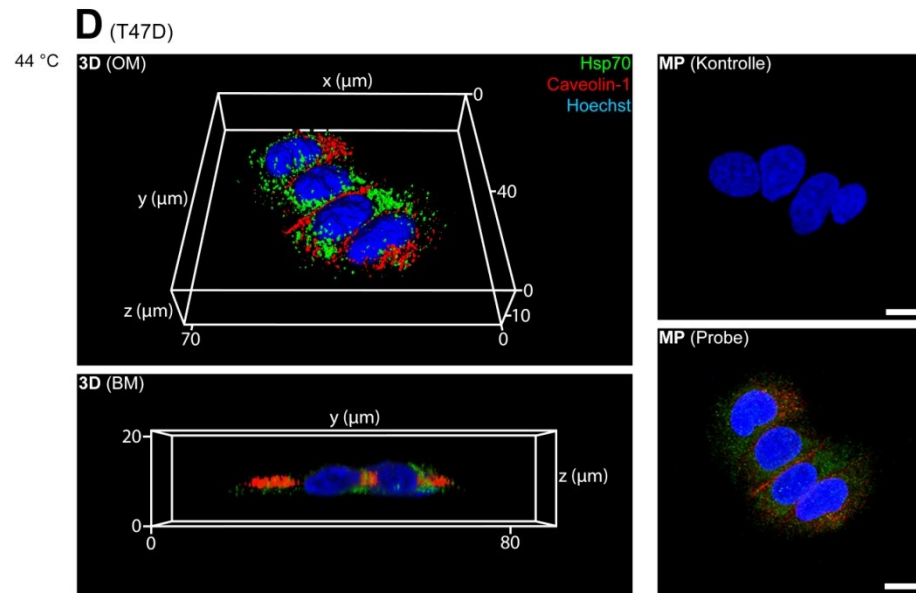 D (T47D)
44 °C
3D (OM)
Hsp70
Caveolin-1
Hoechst
x (µm)
0
y (µm)
40
z (µm)
0
10
70
0
MP (Kontrolle)
3D (BM)
y (µm)
20
z (µm)
0
0
80
MP (Probe)